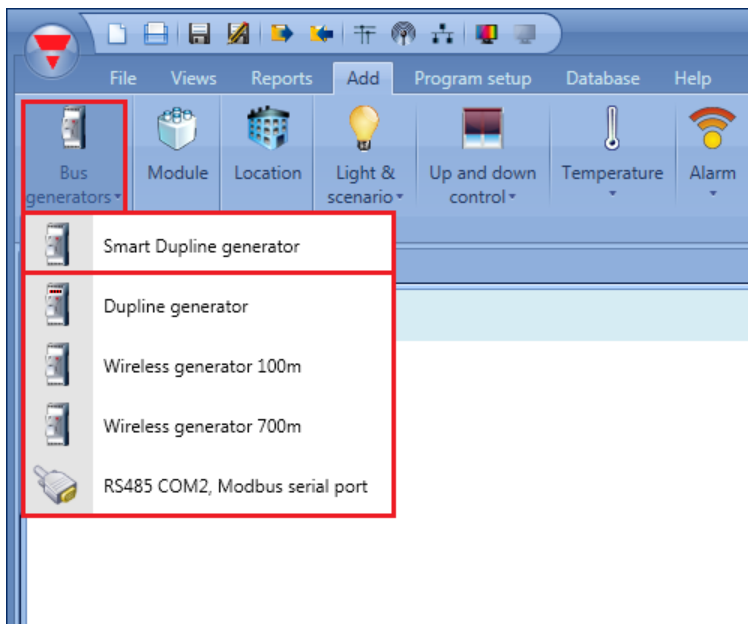 File Views Reports Add Program setup Database Help
Bus generators
Module
Location
Light & scenario
Up and down control
Temperature
Alarm
Smart Dupline generator
Dupline generator
Wireless generator 100m
Wireless generator 700m
RS485 COM2, Modbus serial port